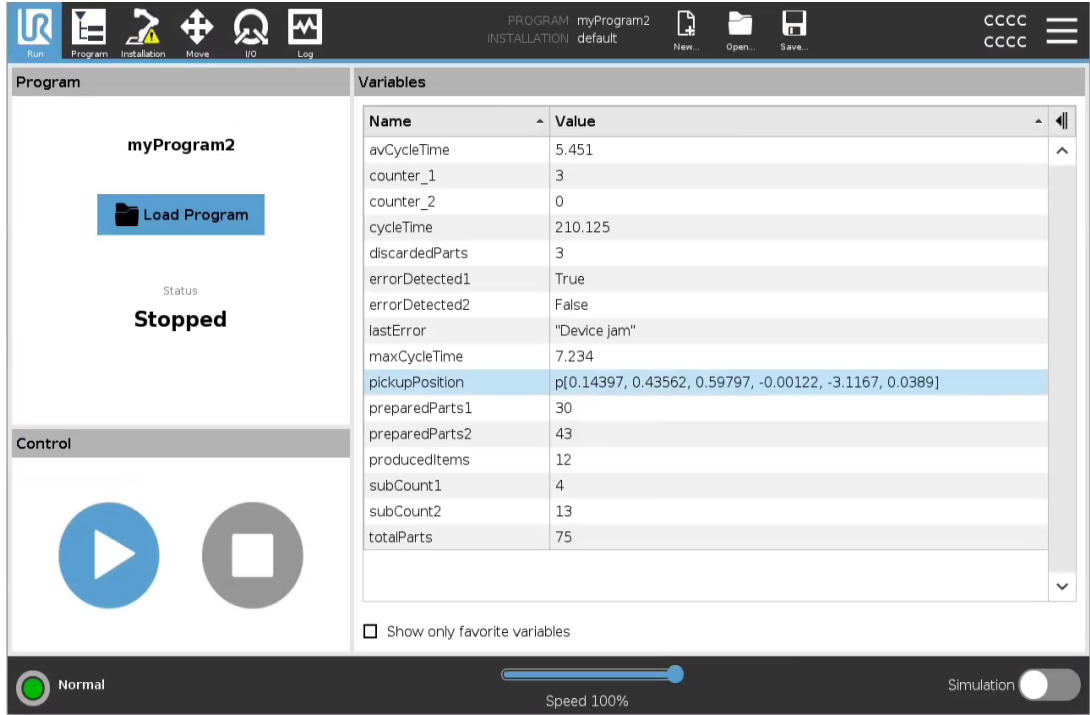 PROGRAM myProgram2
INSTALLATION default
CCCC
CCCC
UR
Run Program Installation Move I/O Log New... Open... Save...
Program
myProgram2
Load Program
Status
Stopped
Control
Variables
Name Value
avCycleTime 5.451
counter_1 3
counter_2 0
cycleTime 210.125
discardedParts 3
errorDetected1 True
errorDetected2 False
lastError "Device jam"
maxCycleTime 7.234
pickupPosition p[0.14397, 0.43562, 0.59797, -0.00122, -3.1167, 0.0389]
preparedParts1 30
preparedParts2 43
producedItems 12
subCount1 4
subCount2 13
totalParts 75
Show only favorite variables
Normal
Speed 100%
Simulation